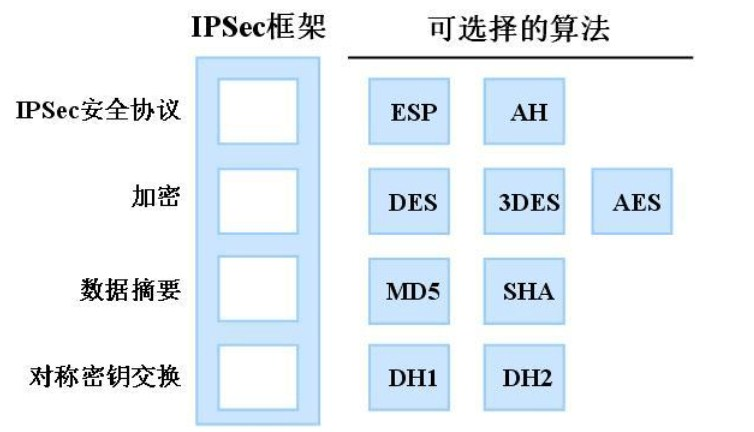 IPSec框架 可选择的算法
IPSec安全协议 ESP AH
加密 DES 3DES AES
数据摘要 MD5 SHA
对称密钥交换 DH1 DH2